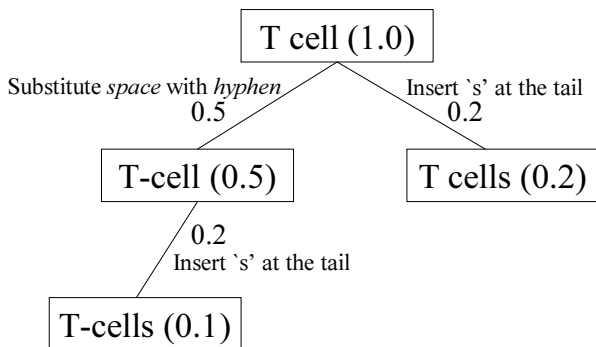 T cell (1.0)
Substitute space with hyphen
0.5
Insert `s’ at the tail
0.2
T-cell (0.5)
T cells (0.2)
0.2
Insert `s’ at the tail
T-cells (0.1)